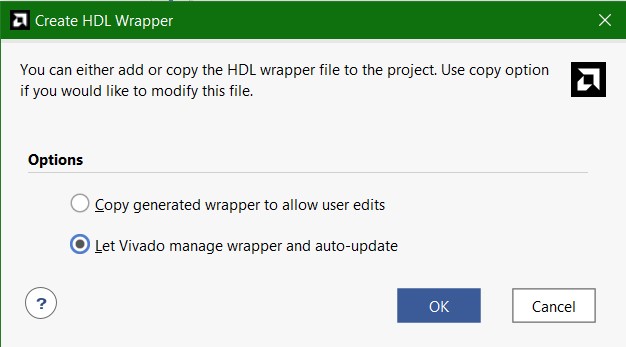 Create HDL Wrapper
You can either add or copy the HDL wrapper file to the project. Use copy option
if you would like to modify this file.
Options
Copy generated wrapper to allow user edits
Let Vivado manage wrapper and auto-update
?
OK
Cancel